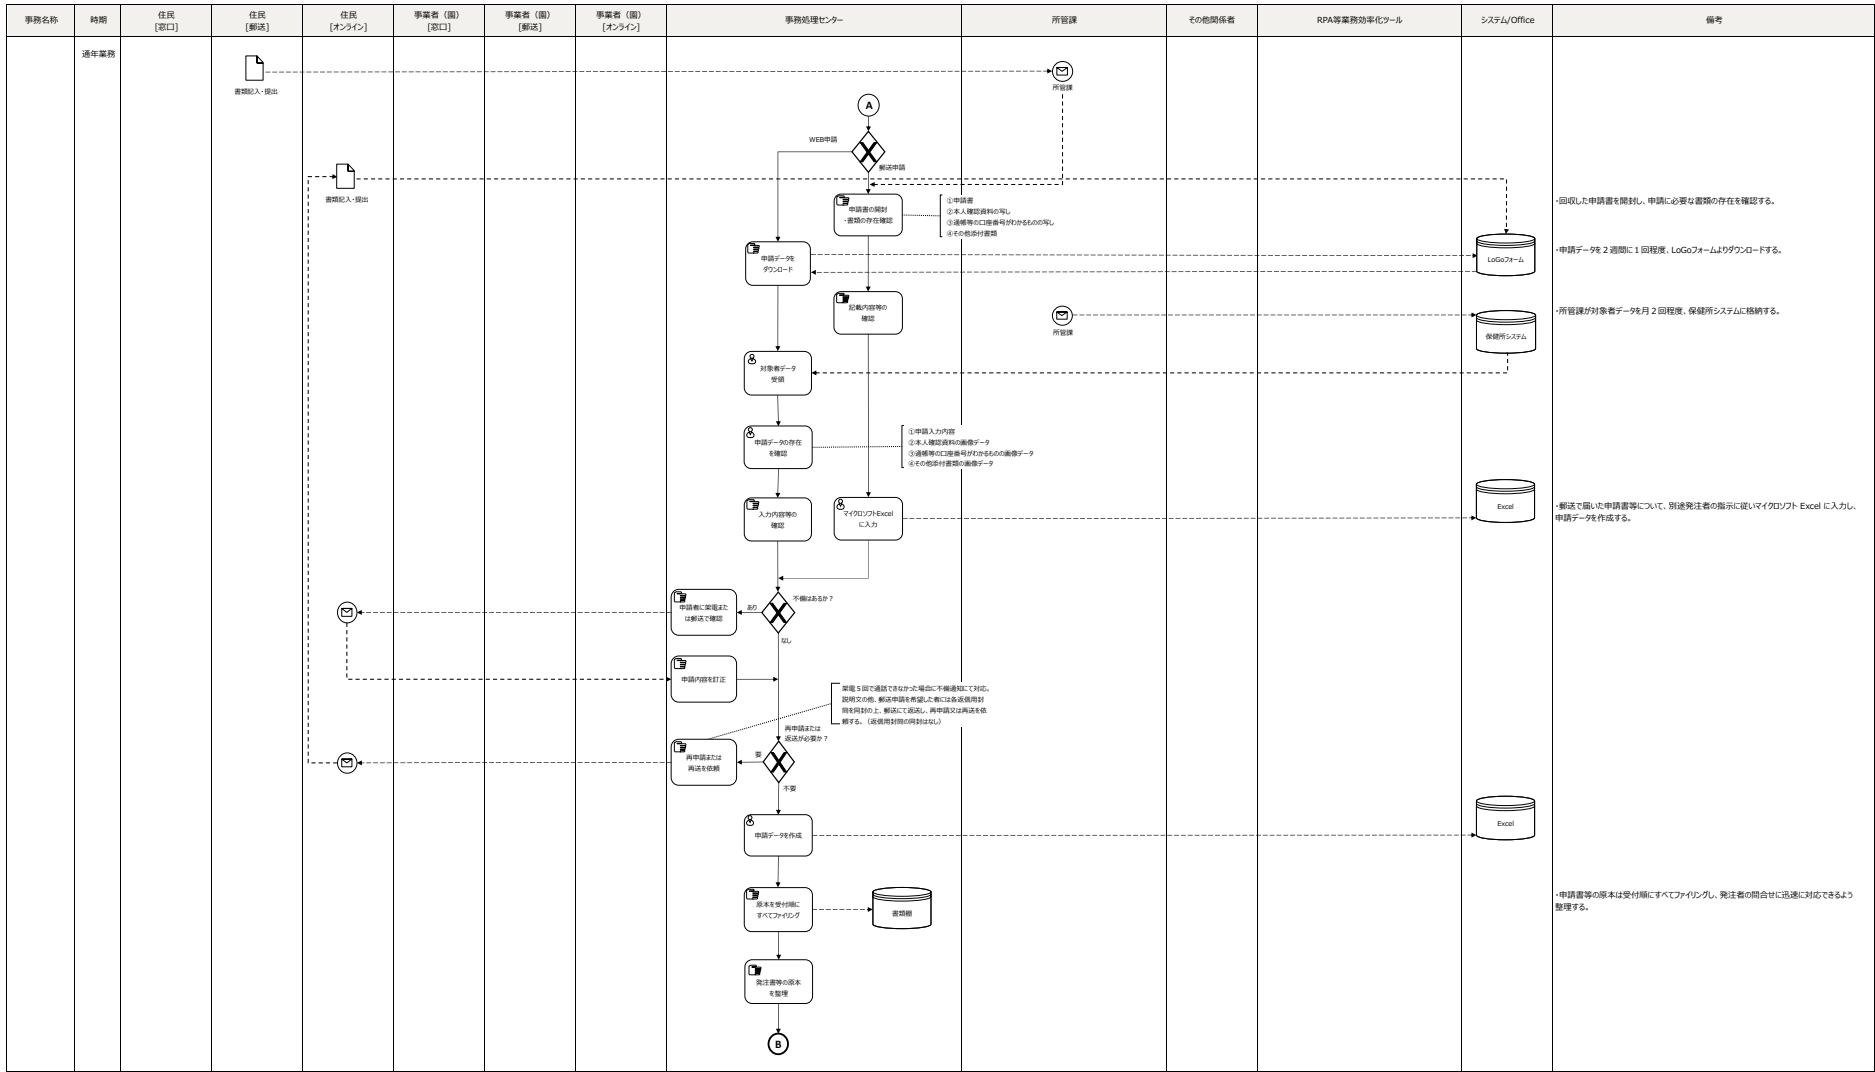 事務名称
時期
住民
[窓口]
住民
[郵送]
住民
[オンライン]
事業者（園）
[窓口]
事業者（園）
[郵送]
事業者（園）
[オンライン]
事務処理センター
所管課
その他関係者
RPA等業務効率化ツール
システム/Office
備考
通年業務
書類記入・提出
所管課
A
WEB申請
郵送申請
書類記入・提出
申請書の開封
・書類の存在確認
①申請書
②本人確認資料の写し
③通帳等の口座番号がわかるものの写し
④その他添付書類
・回収した申請書を開封し、申請に必要な書類の存在を確認する。
申請データを
ダウンロード
LoGoフォーム
・申請データを２週間に１回程度、LoGoフォームよりダウンロードする。
記載内容等の
確認
所管課
保健所システム
・所管課が対象者データを月２回程度、保健所システムに格納する。
対象者データ
受領
申請データの存在
を確認
①申請入力内容
②本人確認資料の画像データ
③通帳等の口座番号がわかるものの画像データ
④その他添付書類の画像データ
入力内容等の
確認
マイクロソフトExcel
に入力
Excel
・郵送で届いた申請書等について、別途発注者の指示に従いマイクロソフト Excel に入力し、
申請データを作成する。
不備はあるか？
あり
なし
申請者に架電また
は郵送で確認
申請内容を訂正
架電５回で通話できなかった場合に不備通知にて対応。
説明文の他、郵送申請を希望した者には各返信用封
筒を同封の上、郵送にて返送し、再申請又は再送を依
頼する。（返信用封筒の同封はなし）
再申請または
返送が必要か？
要
不要
再申請または
再送を依頼
申請データを作成
Excel
原本を受付順に
すべてファイリング
書類棚
・申請書等の原本は受付順にすべてファイリングし、発注者の問合せに迅速に対応できるよう
整理する。
発注書等の原本
を整理
B